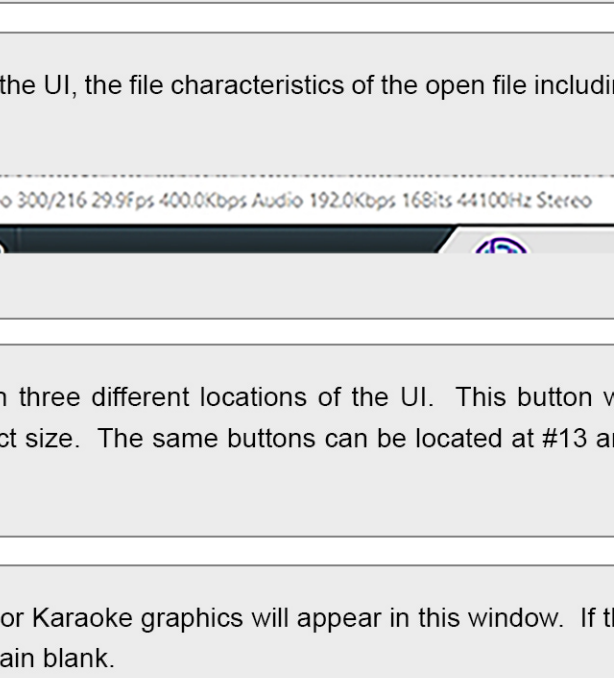 the UI, the file characteristics of the open file includi
o 300/216 29.9Fps 400.0Kbps Audio 192.0Kbps 16Bits 44100Hz Stereo
three different locations of the UI. This button
ct size. The same buttons can be located at #13
or Karaoke graphics will appear in this window. If
ain blank.